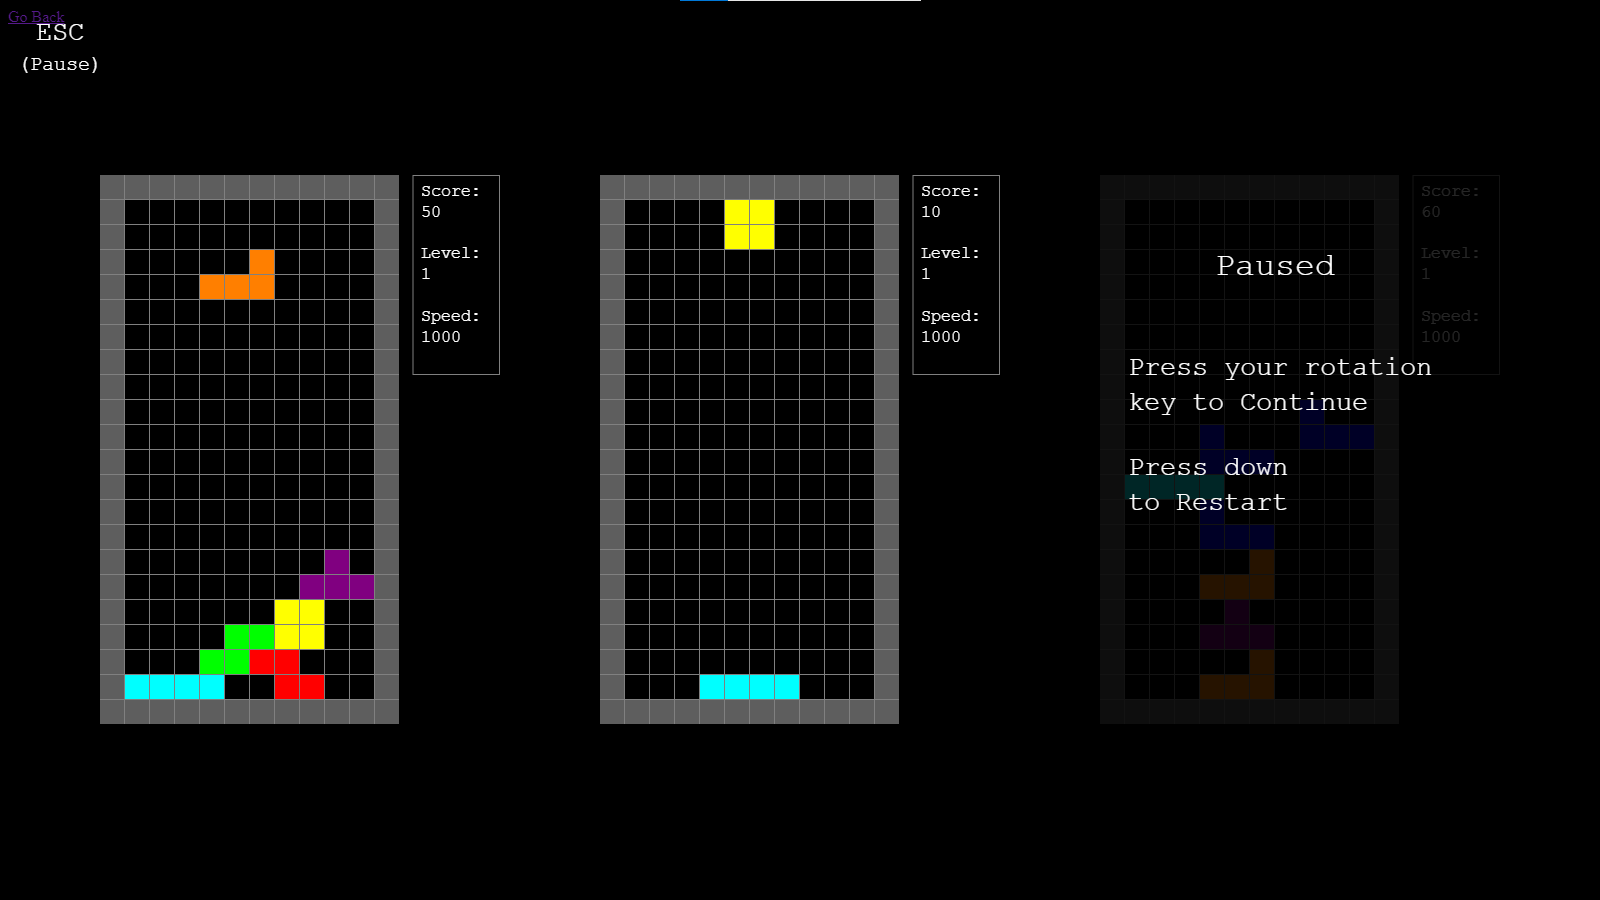 Go Back
ESC
(Pause)
Score:
50
Level:
1
Speed:
1000
Score:
10
Level:
1
Speed:
1000
Score:
60
Level:
1
Speed:
1000
Paused
Press your rotation
key to Continue
Press down
to Restart